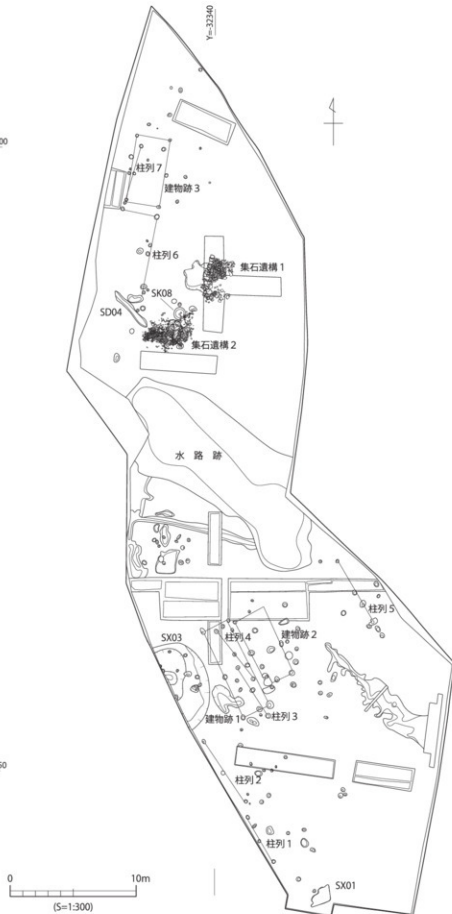 Y=-32340
00
柱列 7
建物跡 3
柱列 6
集石遺構 1
SK08
SD04
集石遺構 2
水 路 跡
柱列 5
SX03
柱列 4
建物跡 2
建物跡 1
柱列 3
50
柱列 2
柱列 1
SX01
0 10m
(S=1:300)